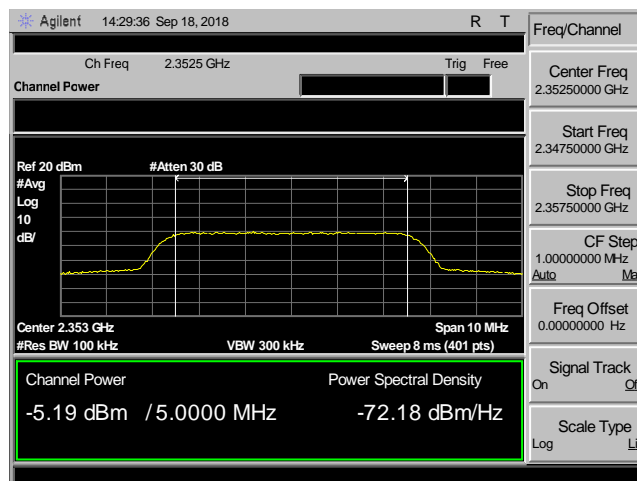 Agilent 14:29:36 Sep 18, 2018 R T
Freq/Channel
Ch Freq 2.3525 GHz Trig Free
Channel Power
Center Freq
2.35250000 GHz
Start Freq
2.34750000 GHz
Stop Freq
2.35750000 GHz
CF Step
1.00000000 MHz
Auto Ma
Freq Offset
0.00000000 Hz
Signal Track
On Of
Scale Type
Log Li
Ref 20 dBm #Atten 30 dB
#Avg
Log
10
dB/
Center 2.353 GHz Span 10 MHz
#Res BW 100 kHz VBW 300 kHz Sweep 8 ms (401 pts)
Channel Power Power Spectral Density
-5.19 dBm / 5.0000 MHz -72.18 dBm/Hz